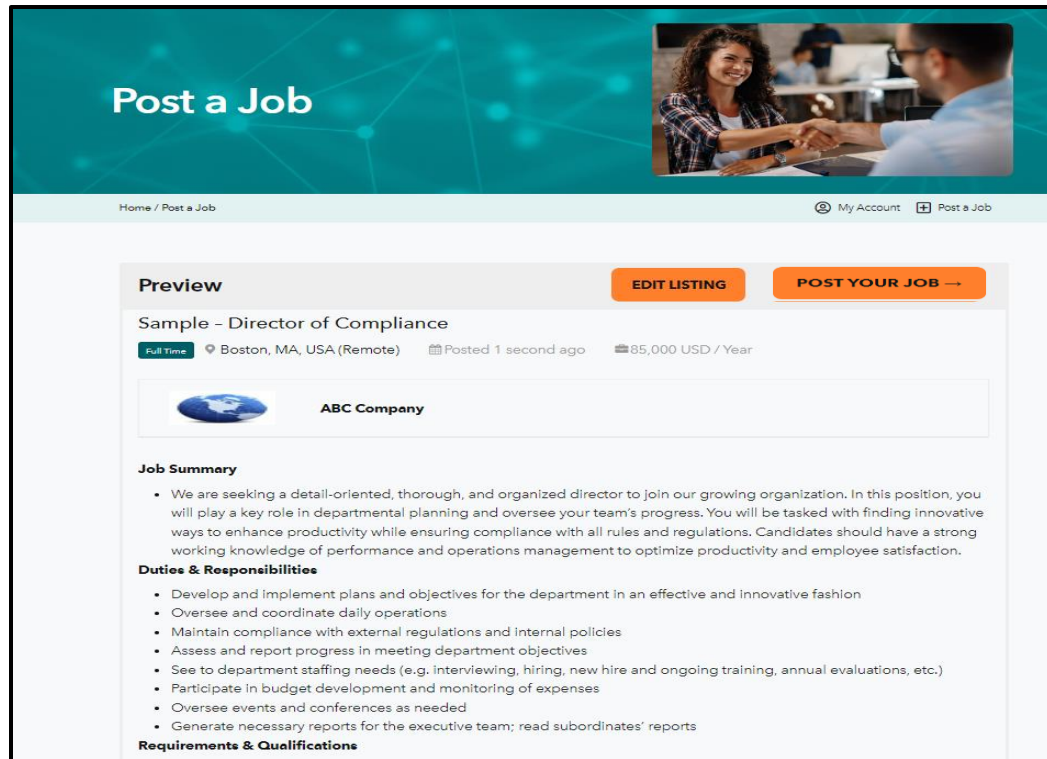 Post a Job
Home / Post a Job
My Account
Post a Job
Preview
EDIT LISTING
POST YOUR JOB →
Sample – Director of Compliance
Full Time
Boston, MA, USA (Remote)
Posted 1 second ago
85,000 USD / Year
ABC Company
Job Summary
• We are seeking a detail-oriented, thorough, and organized director to join our growing organization. In this position, you
will play a key role in departmental planning and oversee your team's progress. You will be tasked with finding innovative
ways to enhance productivity while ensuring compliance with all rules and regulations. Candidates should have a strong
working knowledge of performance and operations management to optimize productivity and employee satisfaction.
Duties & Responsibilities
• Develop and implement plans and objectives for the department in an effective and innovative fashion
• Oversee and coordinate daily operations
• Maintain compliance with external regulations and internal policies
• Assess and report progress in meeting department objectives
• See to department staffing needs (e.g. interviewing, hiring, new hire and ongoing training, annual evaluations, etc.)
• Participate in budget development and monitoring of expenses
• Oversee events and conferences as needed
• Generate necessary reports for the executive team; read subordinates' reports
Requirements & Qualifications